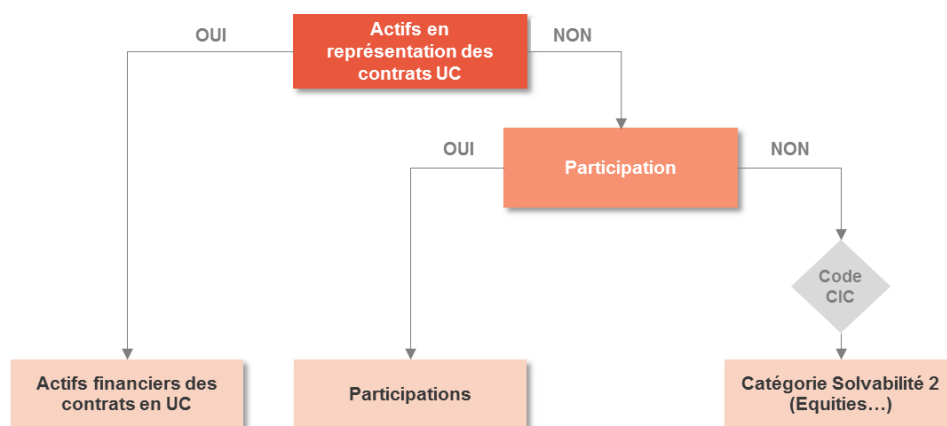 OUI
Actifs en
représentation des
contrats UC
NON
OUI
Participation
NON
Code
CIC
Actifs financiers des
contrats en UC
Participations
Catégorie Solvabilité 2
(Equities…)